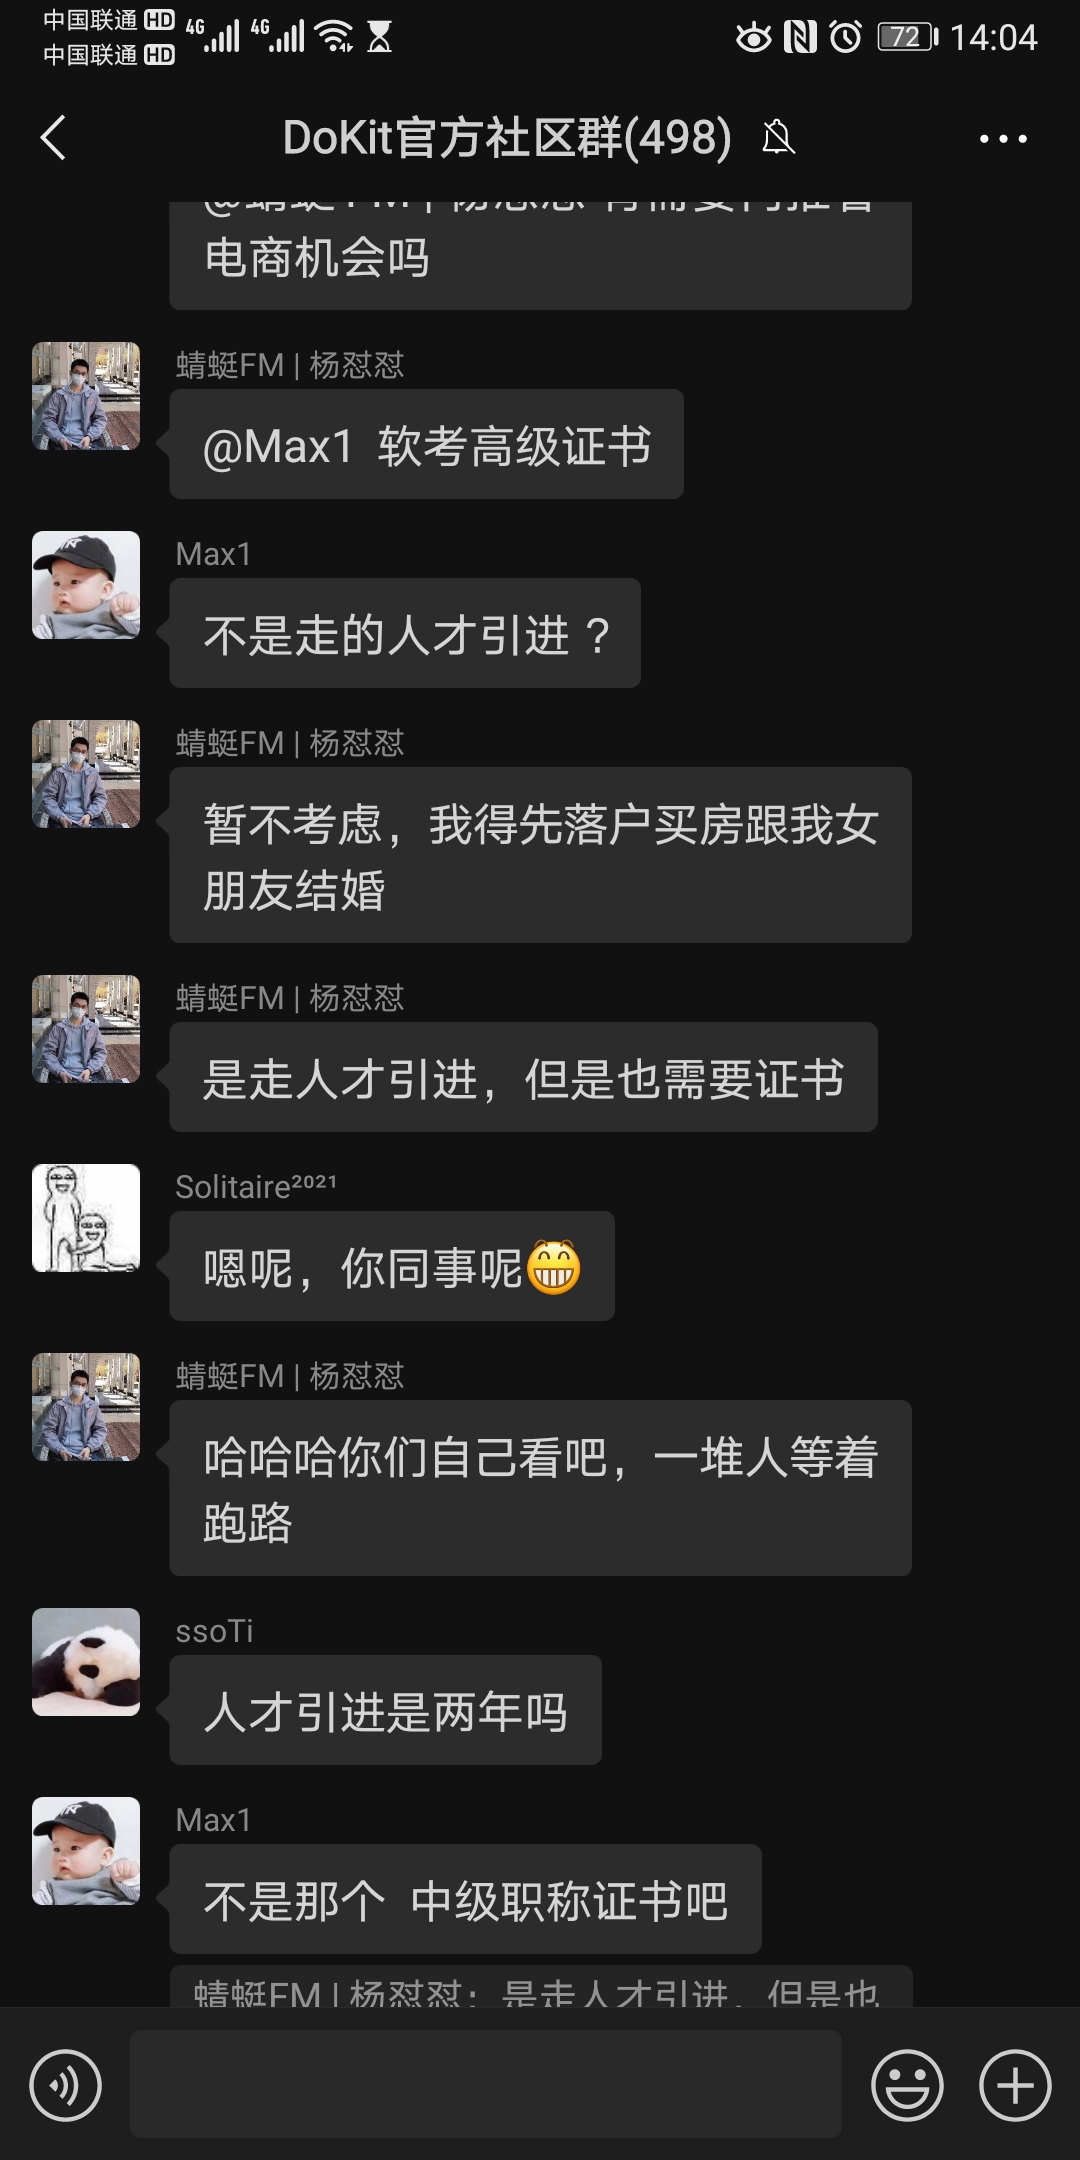 中国联通 HD 4G 4G 72 14:04
中国联通 HD
DoKit官方社区群(498)
电商机会吗
蜻蜓FM | 杨怼怼
@Max1 软考高级证书
Max1
不是走的人才引进 ?
蜻蜓FM | 杨怼怼
暂不考虑，我得先落户买房跟我女
朋友结婚
蜻蜓FM | 杨怼怼
是走人才引进，但是也需要证书
Solitaire²⁰²¹
嗯呢，你同事呢😁
蜻蜓FM | 杨怼怼
哈哈哈你们自己看吧，一堆人等着
跑路
ssoTi
人才引进是两年吗
Max1
不是那个 中级职称证书吧
蜻蜓FM | 杨怼怼：是走人才引进，但是也